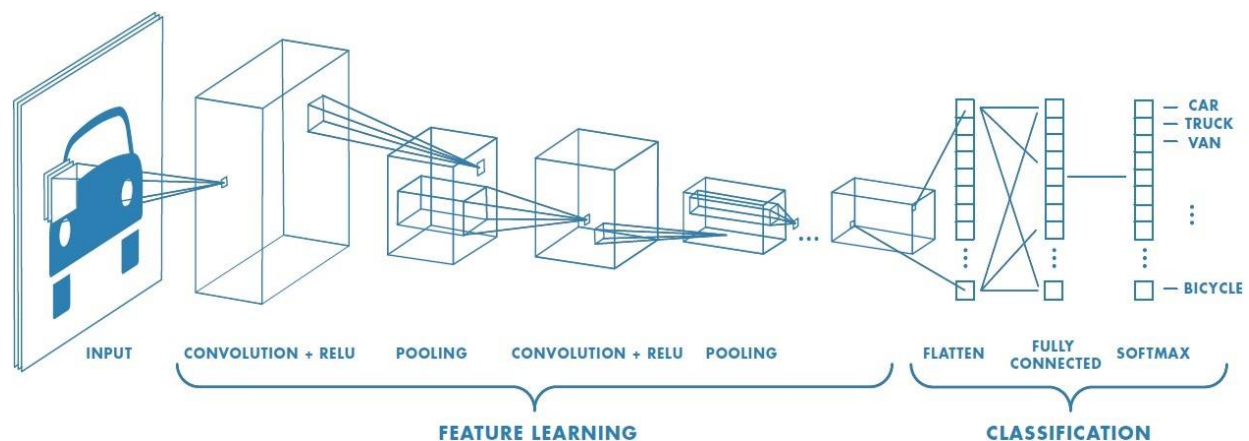 CAR
TRUCK
VAN
BICYCLE
INPUT
CONVOLUTION + RELU
POOLING
CONVOLUTION + RELU
POOLING
FLATTEN
FULLY
CONNECTED
SOFTMAX
FEATURE LEARNING
CLASSIFICATION